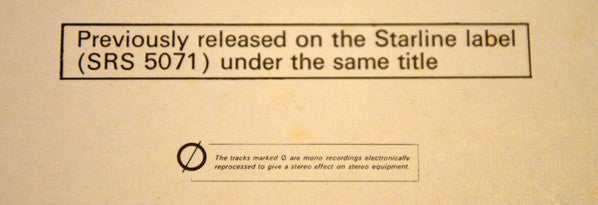 Previously released on the Starline label
(SRS 5071) under the same title
Ø
The tracks marked Ø are mono recordings electronically
reprocessed to give a stereo effect on stereo equipment.